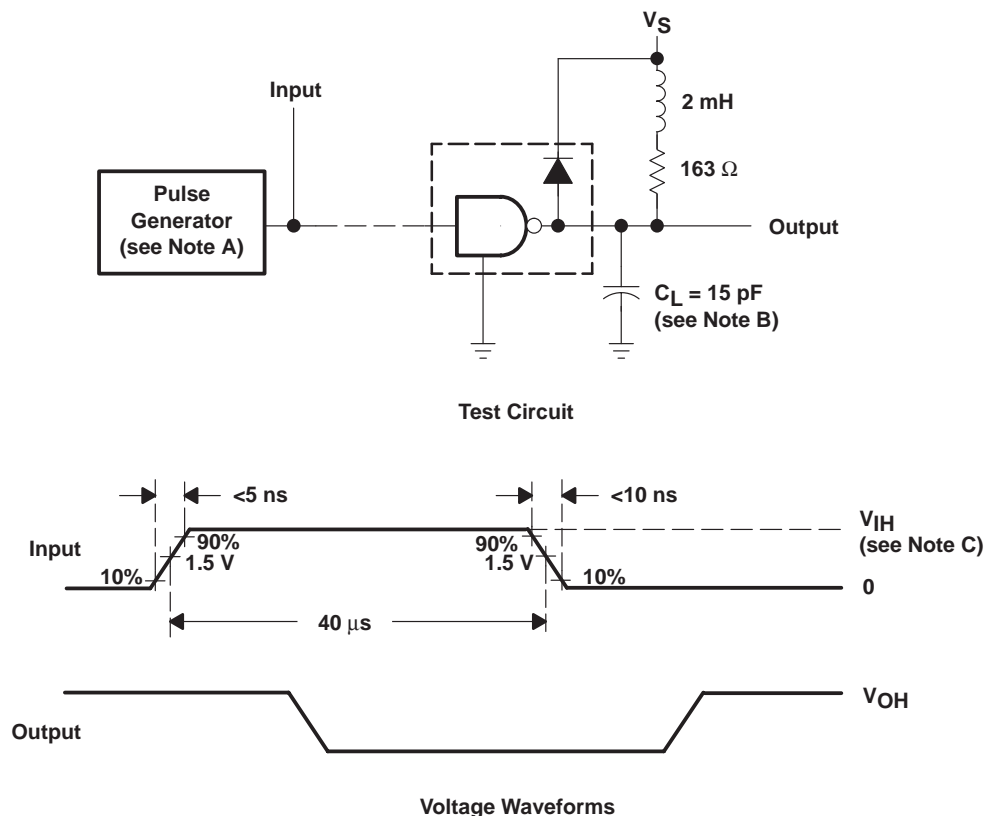 VS
Input
2 mH
163 Ω
Pulse
Generator
(see Note A)
Output
CL = 15 pF
(see Note B)
Test Circuit
<5 ns
<10 ns
VIH
(see Note C)
Input
90%
1.5 V
10%
90%
1.5 V
10%
0
40 μs
VOH
Output
Voltage Waveforms